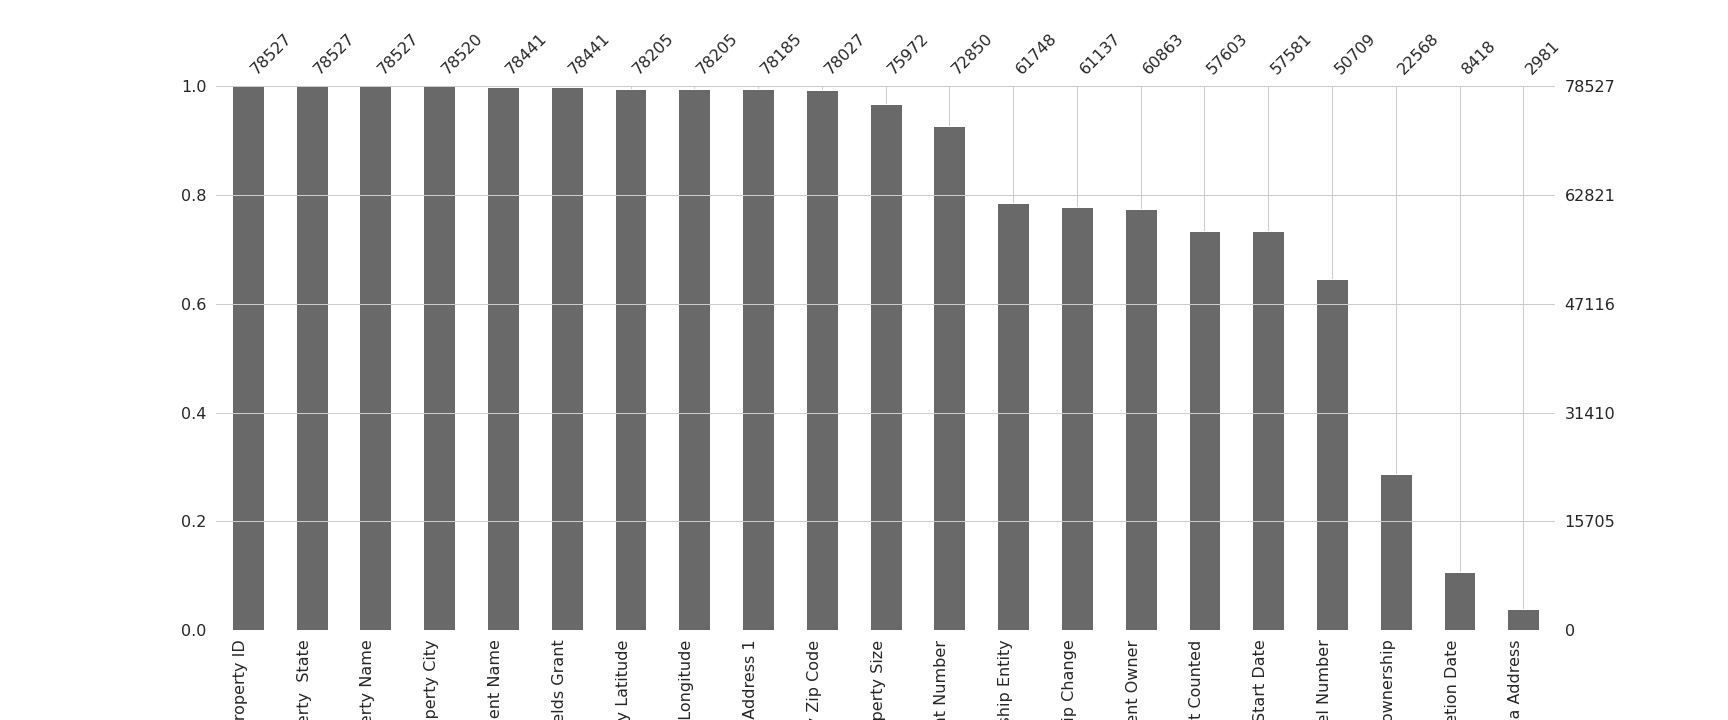 78527 78527 78527 78520 78441 78441 78205 78205 78185 78027 75972 72850 61748 61137 60863 57603 57581 50709 22568 8418 2981
1.0 78527
0.8 62821
0.6 47116
0.4 31410
0.2 15705
0.0 0
roperty ID
erty State
erty Name
perty City
ent Name
elds Grant
y Latitude
Longitude
Address 1
Zip Code
perty Size
t Number
ship Entity
ip Change
ent Owner
t Counted
Start Date
el Number
ownership
etion Date
a Address